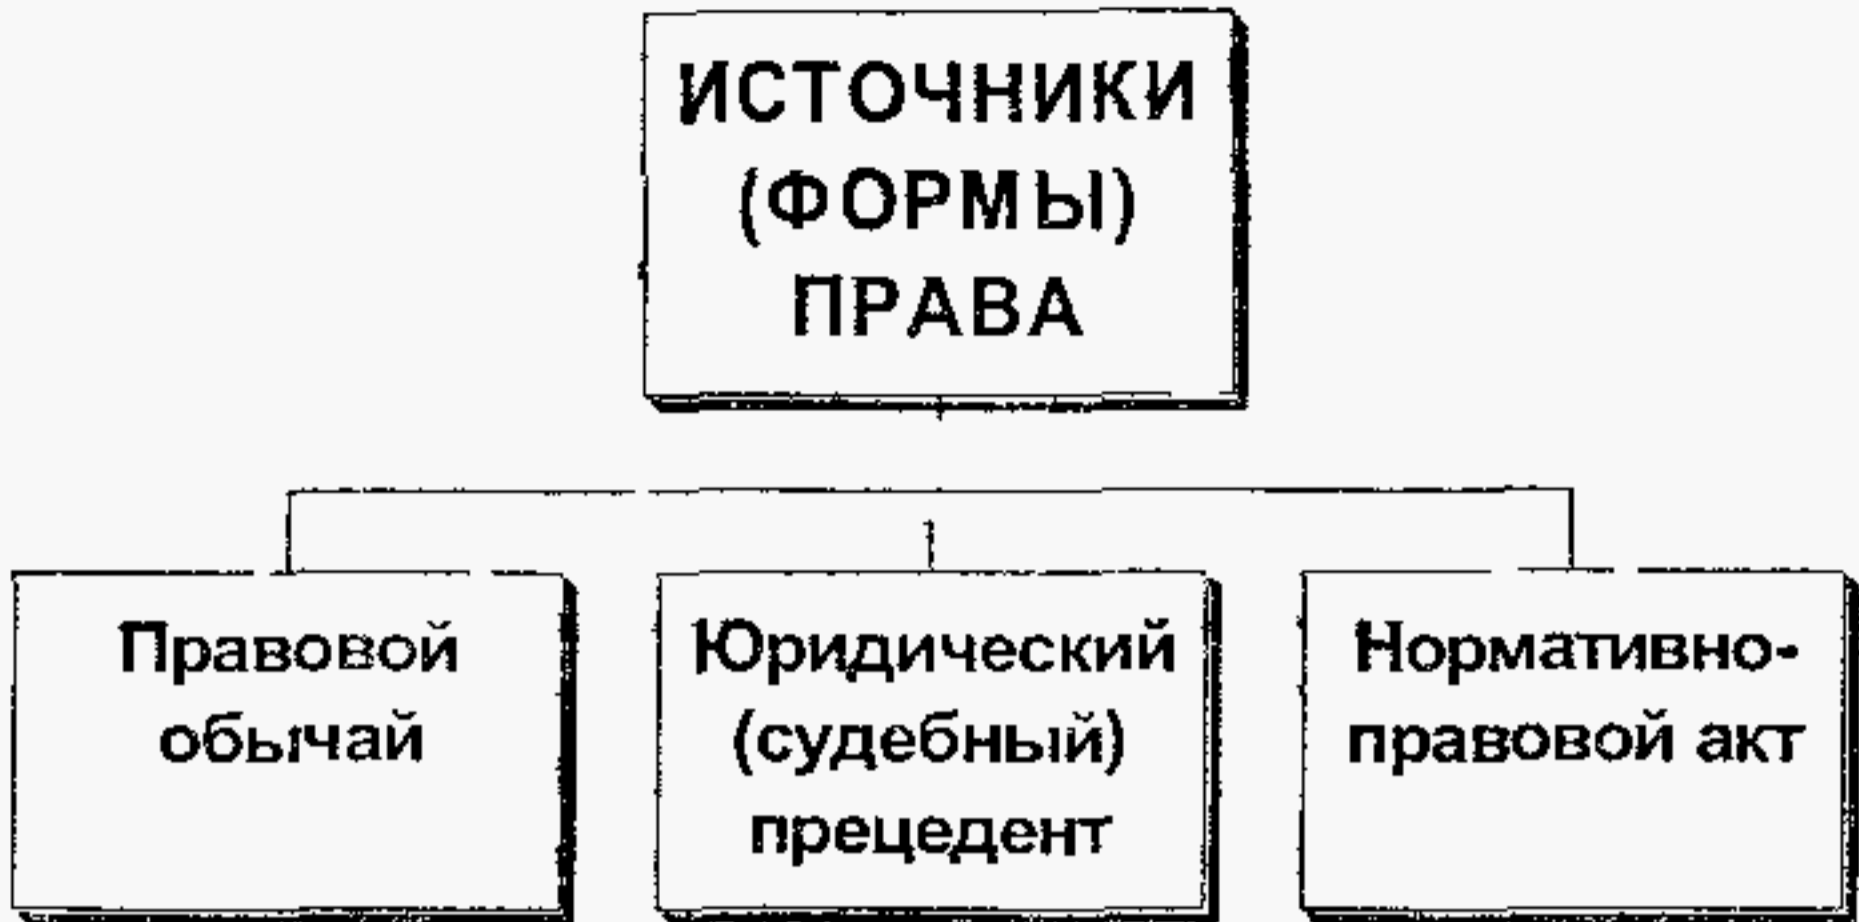 ИСТОЧНИКИ
(ФОРМЫ)
ПРАВА
Правовой
обычай
Юридический
(судебный)
прецедент
Нормативно-
правовой акт